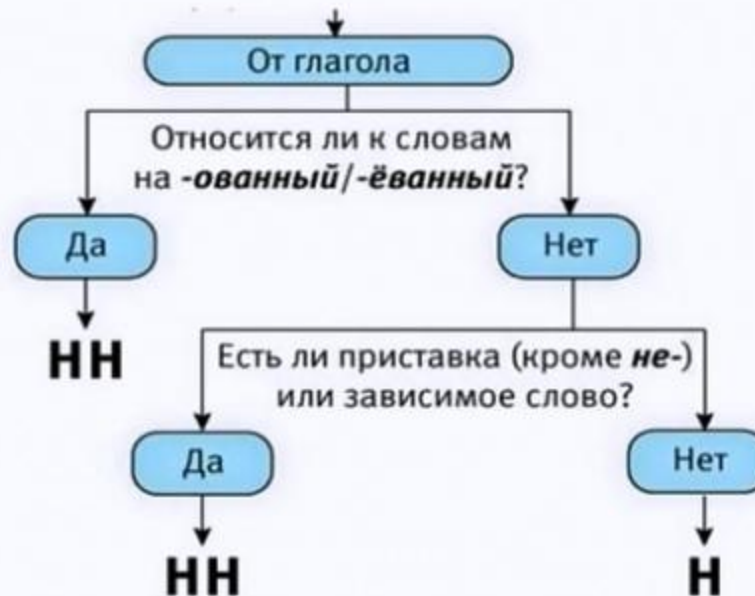 От глагола
Относится ли к словам
на -ованный/-ёванный?
Да
Нет
НН
Есть ли приставка (кроме не-)
или зависимое слово?
Да
Нет
НН
Н